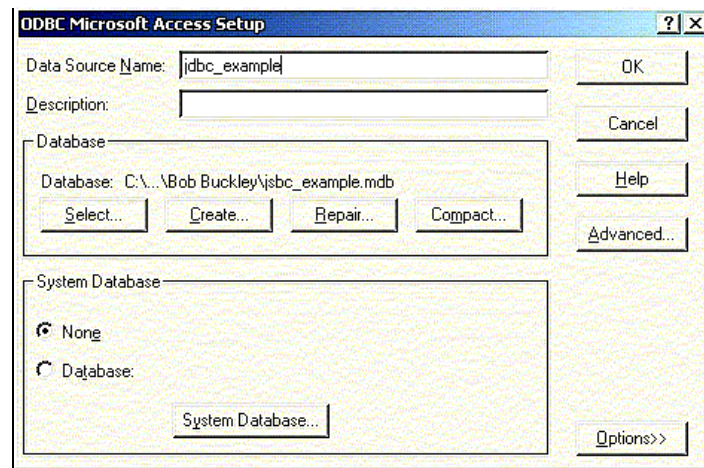 ODBC Microsoft Access Setup
Data Source Name: jdbc_example
OK
Description:
Cancel
Database
Database: C:\...\Bob Buckley\jsbc_example.mdb
Help
Select...
Create...
Repair...
Compact...
Advanced...
System Database
None
Database:
System Database...
Options>>